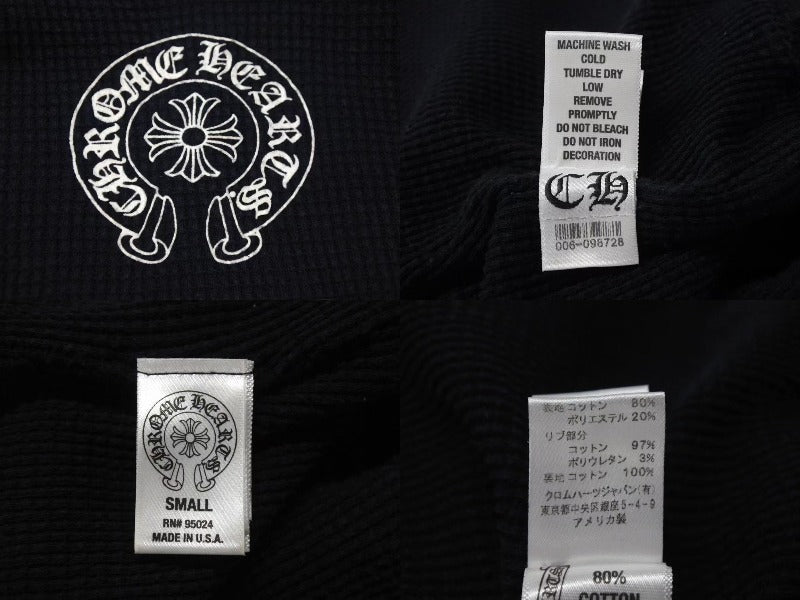 CHROME HEARTS
MACHINE WASH
COLD
TUMBLE DRY
LOW
REMOVE
PROMPTLY
DO NOT BLEACH
DO NOT IRON
DECORATION
CH
006-098728
CHROME HEARTS
SMALL
RN# 95024
MADE IN U.S.A.
表地 コットン 80%
ポリエステル 20%
リブ部分
コットン 97%
ポリウレタン 3%
裏地 コットン 100%
クロムハーツジャパン(有)
東京都中央区銀座5-4-9
アメリカ製
80%
COTTON